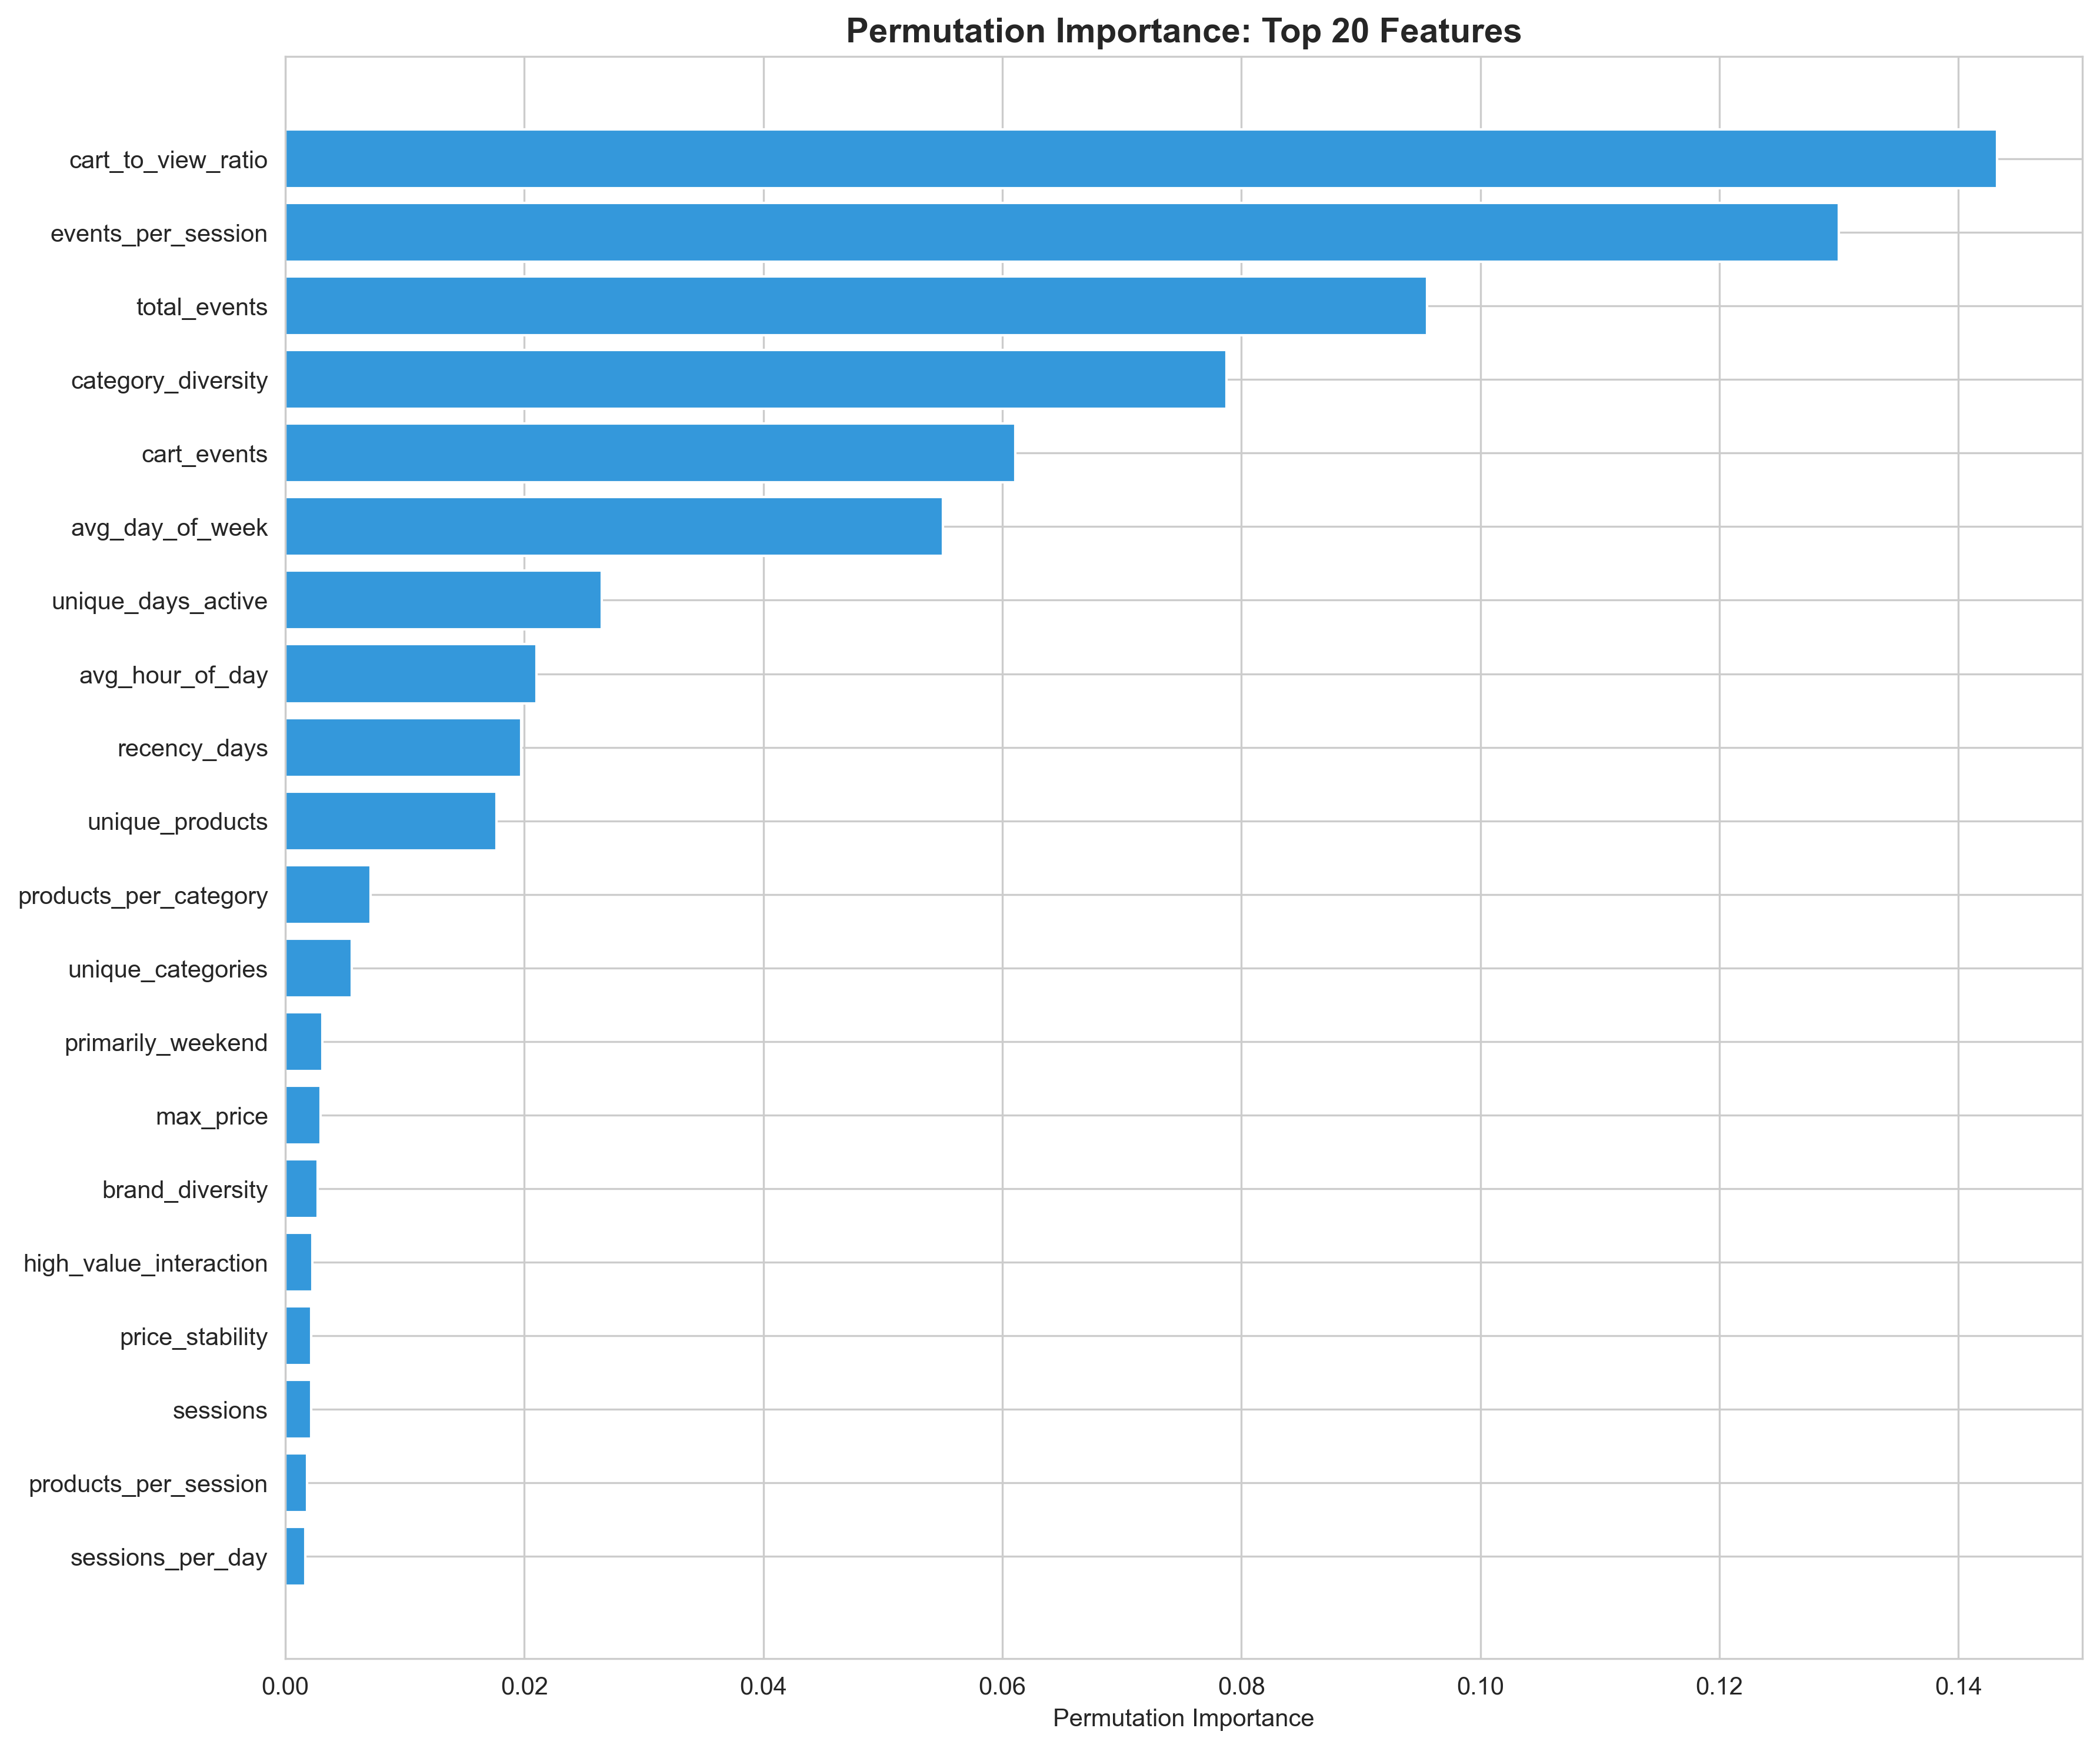 Permutation Importance: Top 20 Features
cart_to_view_ratio
events_per_session
total_events
category_diversity
cart_events
avg_day_of_week
unique_days_active
avg_hour_of_day
recency_days
unique_products
products_per_category
unique_categories
primarily_weekend
max_price
brand_diversity
high_value_interaction
price_stability
sessions
products_per_session
sessions_per_day
0.00 0.02 0.04 0.06 0.08 0.10 0.12 0.14
Permutation Importance